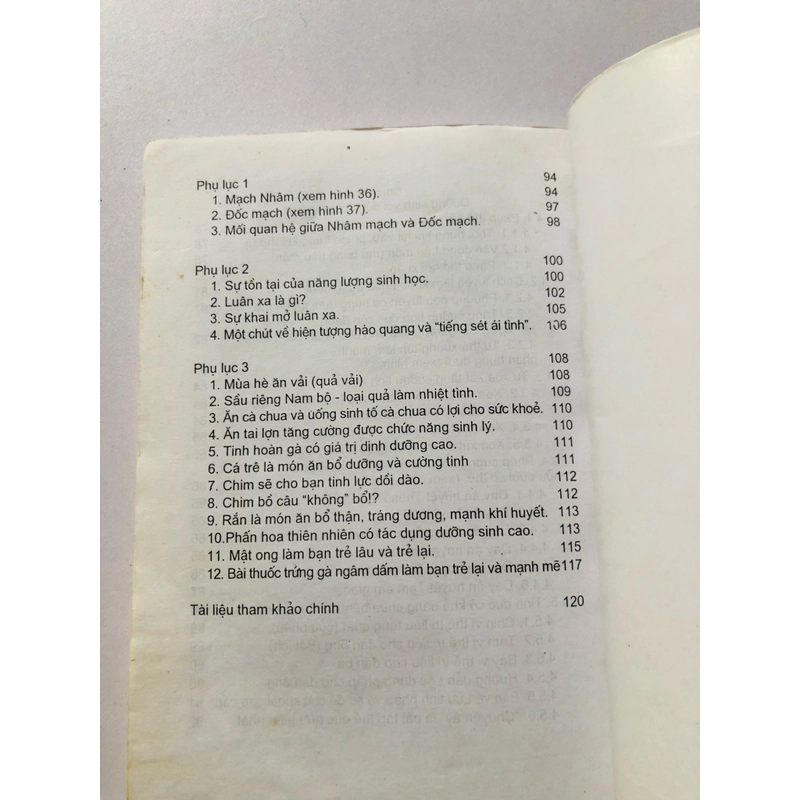 Phụ lục 1 94
1. Mạch Nhâm (xem hình 36). 94
2. Đốc mạch (xem hình 37). 97
3. Mối quan hệ giữa Nhâm mạch và Đốc mạch. 98
Phụ lục 2 100
1. Sự tồn tại của năng lượng sinh học. 100
2. Luân xa là gì? 102
3. Sự khai mở luân xa. 105
4. Một chút về hiện tượng hào quang và “tiếng sét ái tình”. 106
Phụ lục 3 108
1. Mùa hè ăn vải (quả vải) 108
2. Sầu riêng Nam bộ - loại quả làm nhiệt tình. 109
3. Ăn cà chua và uống sinh tố cà chua có lợi cho sức khoẻ. 110
4. Ăn tai lợn tăng cường được chức năng sinh lý. 110
5. Tinh hoàn gà có giá trị dinh dưỡng cao. 111
6. Cá trê là món ăn bổ dưỡng và cường tinh 111
7. Chim sẽ cho bạn tinh lực dồi dào. 112
8. Chim bồ câu “không” bổ!? 112
9. Rắn là món ăn bổ thận, tráng dương, mạnh khí huyết. 113
10.Phấn hoa thiên nhiên có tác dụng dưỡng sinh cao. 113
11. Mật ong làm bạn trẻ lâu và trẻ lại. 115
12. Bài thuốc trứng gà ngâm dấm làm bạn trẻ lại và mạnh mẽ 117
Tài liệu tham khảo chính 120